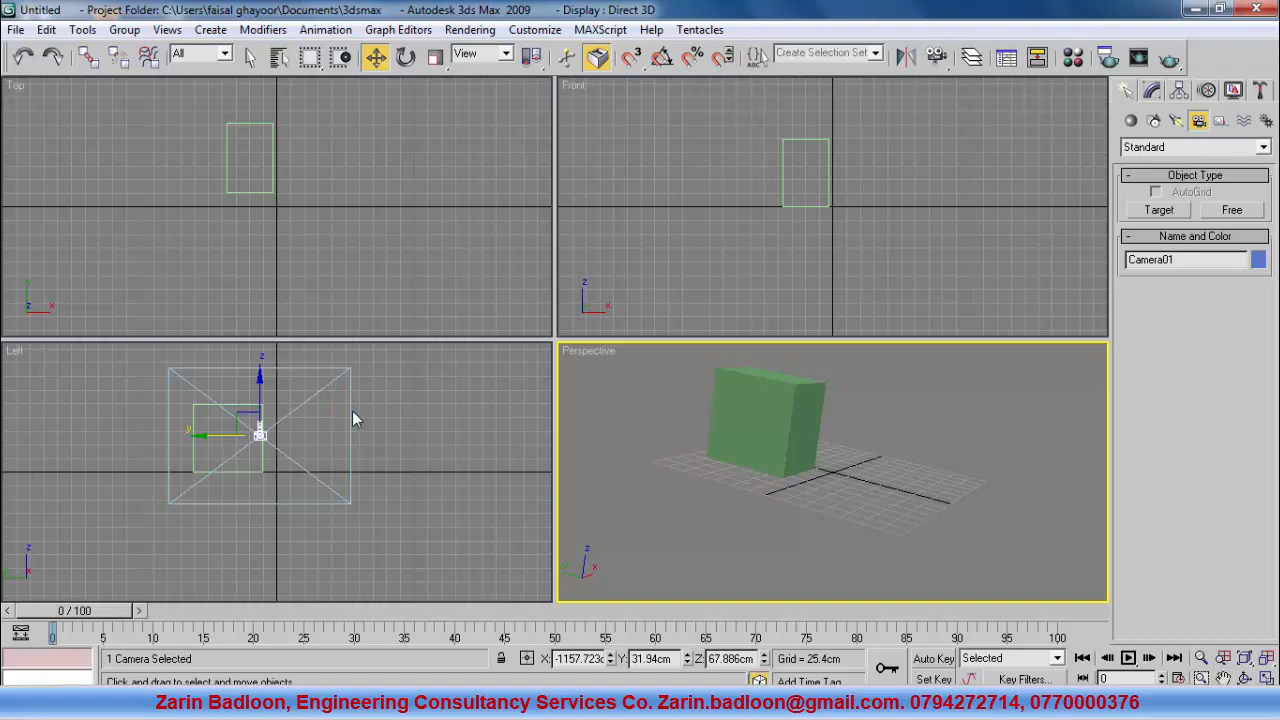 Untitled - Project Folder: C:\Users\faisal ghayoor\Documents\3dsmax - Autodesk 3ds Max 2009 - Display : Direct 3D
File Edit Tools Group Views Create Modifiers Animation Graph Editors Rendering Customize MAXScript Help Tentacles
All View Create Selection Set
Top
Front
Standard
- Object Type
AutoGrid
Target Free
- Name and Color
Camera01
y
z x
z
x
Left
Perspective
z
y
z
x
z
y x
0 / 100
0 5 10 15 20 25 30 35 40 45 50 55 60 65 70 75 80 85 90 95 100
1 Camera Selected X: -1157.723c Y: 31.94cm Z: 67.886cm Grid = 25.4cm Auto Key Selected
Click and drag to select and move objects Add Time Tag Set Key Key Filters... 0
Zarin Badloon, Engineering Consultancy Services Co. Zarin.badloon@gmail.com. 0794272714, 0770000376